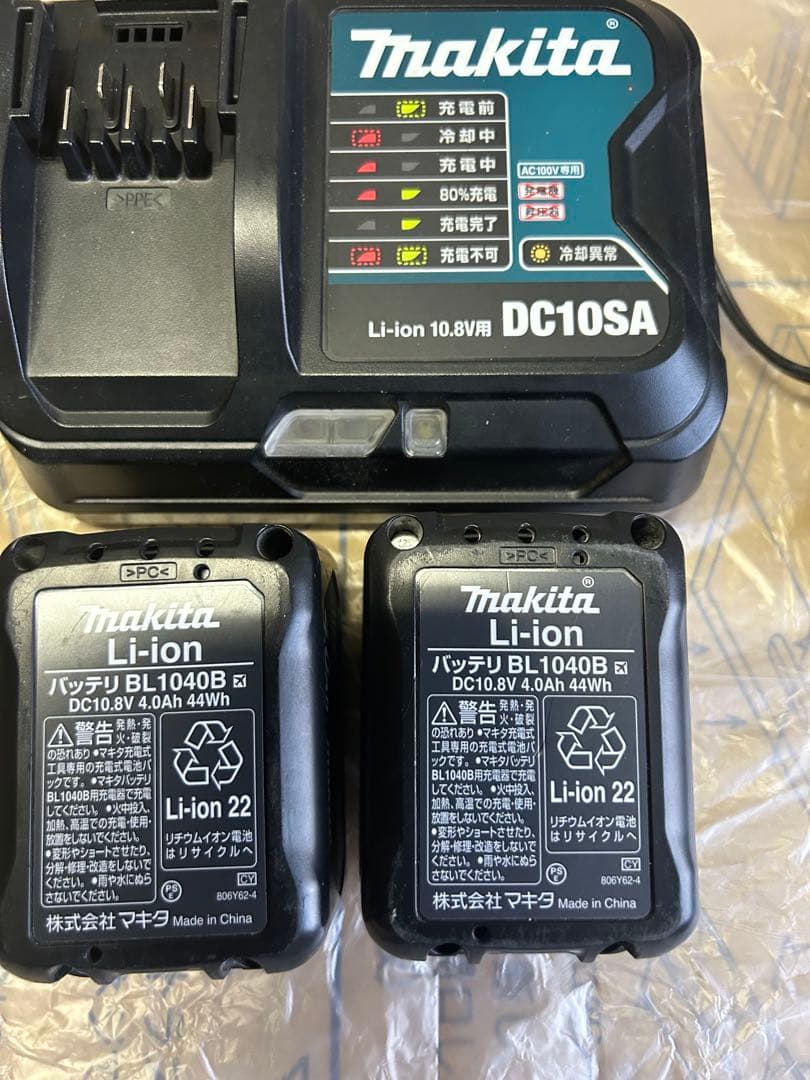 makita®
充電前
冷却中
充電中
80%充電
充電完了
充電不可
AC100V専用
発電機
昇圧器
冷却異常
Li-ion 10.8V用 DC10SA
>PPE<
>PC<
makita®
Li-ion
バッテリ BL1040B
DC10.8V 4.0Ah 44Wh
警告 発熱・発
火・破裂
の恐れあり ●マキタ充電式
工具専用の充電式電池パ
ックです。●マキタバッテリ
BL1040B用充電器で充電
してください。●火中投入、
加熱、高温での充電・使用・
放置をしないでください。
●変形やショートさせたり、
分解・修理・改造をしないで
ください。●雨や水にぬら
さないでください。
Li-ion 22
リチウムイオン電池
はリサイクルへ
PS
E
CY
806Y62-4
株式会社マキタ Made in China
>PC<
makita®
Li-ion
バッテリ BL1040B
DC10.8V 4.0Ah 44Wh
警告 発熱・発
火・破裂
の恐れあり ●マキタ充電式
工具専用の充電式電池パ
ックです。●マキタバッテリ
BL1040B用充電器で充電
してください。●火中投入、
加熱、高温での充電・使用・
放置をしないでください。
●変形やショートさせたり、
分解・修理・改造をしないで
ください。●雨や水にぬら
さないでください。
Li-ion 22
リチウムイオン電池
はリサイクルへ
PS
E
CY
806Y62-4
株式会社マキタ Made in China